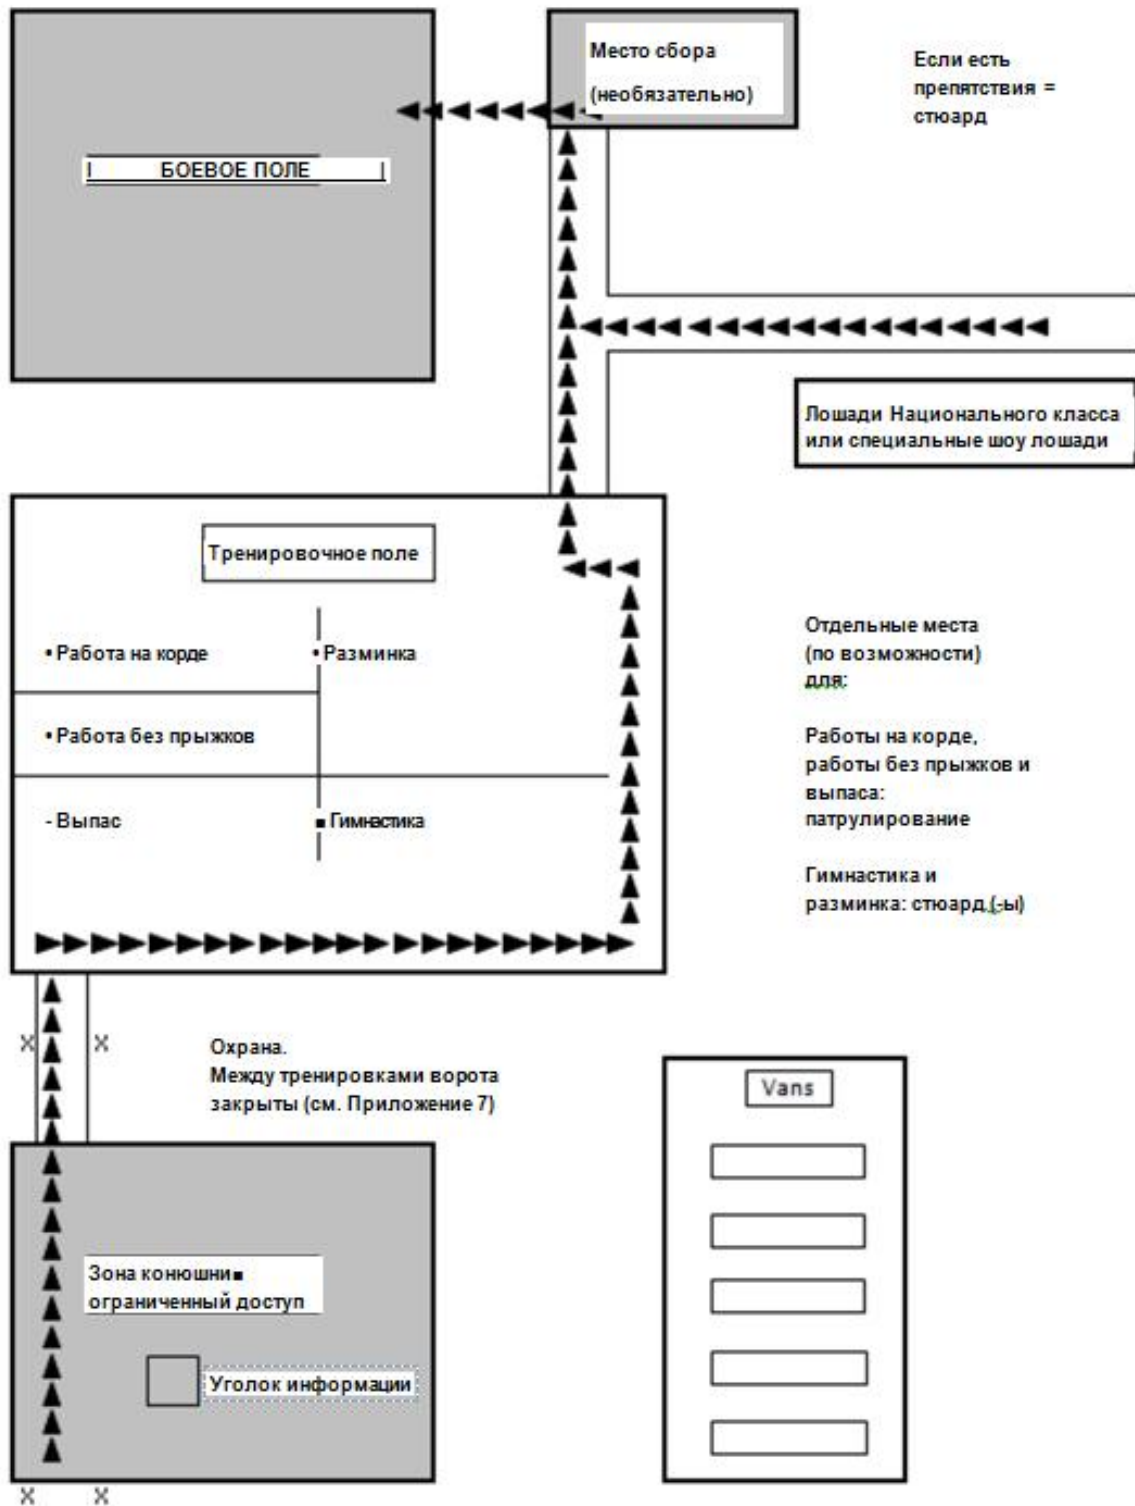 Место сбора
(необязательно)
Если есть
препятствия =
стюард
БОЕВОЕ ПОЛЕ
Лошади Национального класса
или специальные шоу лошади
Тренировочное поле
• Работа на корде
• Разминка
• Работа без прыжков
- Выпас
■ Гимнастика
Отдельные места
(по возможности)
для:
Работы на корде,
работы без прыжков и
выпаса:
патрулирование
Гимнастика и
разминка: стюард.(-ы)
X X
Охрана.
Между тренировками ворота
закрыты (см. Приложение 7)
Vans
Зона конюшни■
ограниченный доступ
Уголок информации
X X